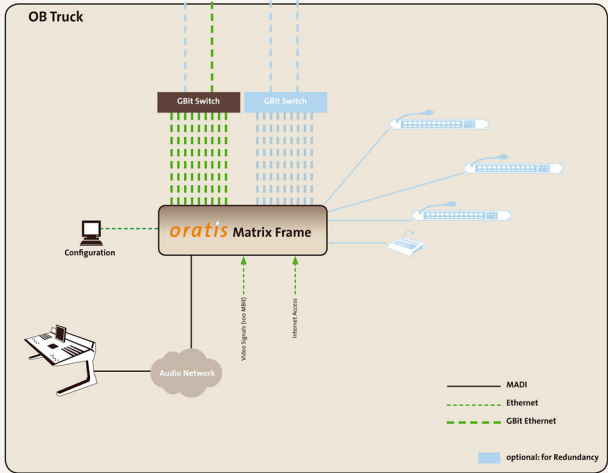 OB Truck
GBit Switch
GBit Switch
oratis Matrix Frame
Configuration
Video Signals (100 MBit)
Internet Access
Audio Network
MADI
Ethernet
GBit Ethernet
optional: for Redundancy